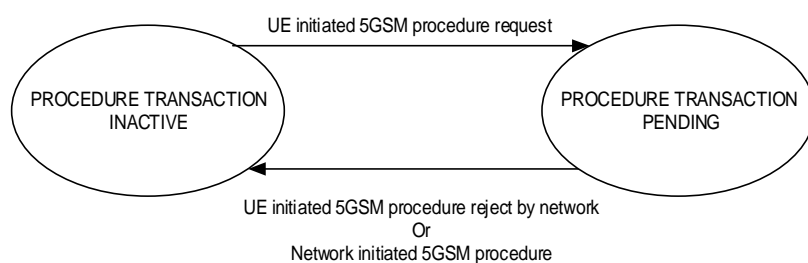 UE initiated 5GSM procedure request
PROCEDURE TRANSACTION
INACTIVE
PROCEDURE TRANSACTION
PENDING
UE initiated 5GSM procedure reject by network
Or
Network initiated 5GSM procedure